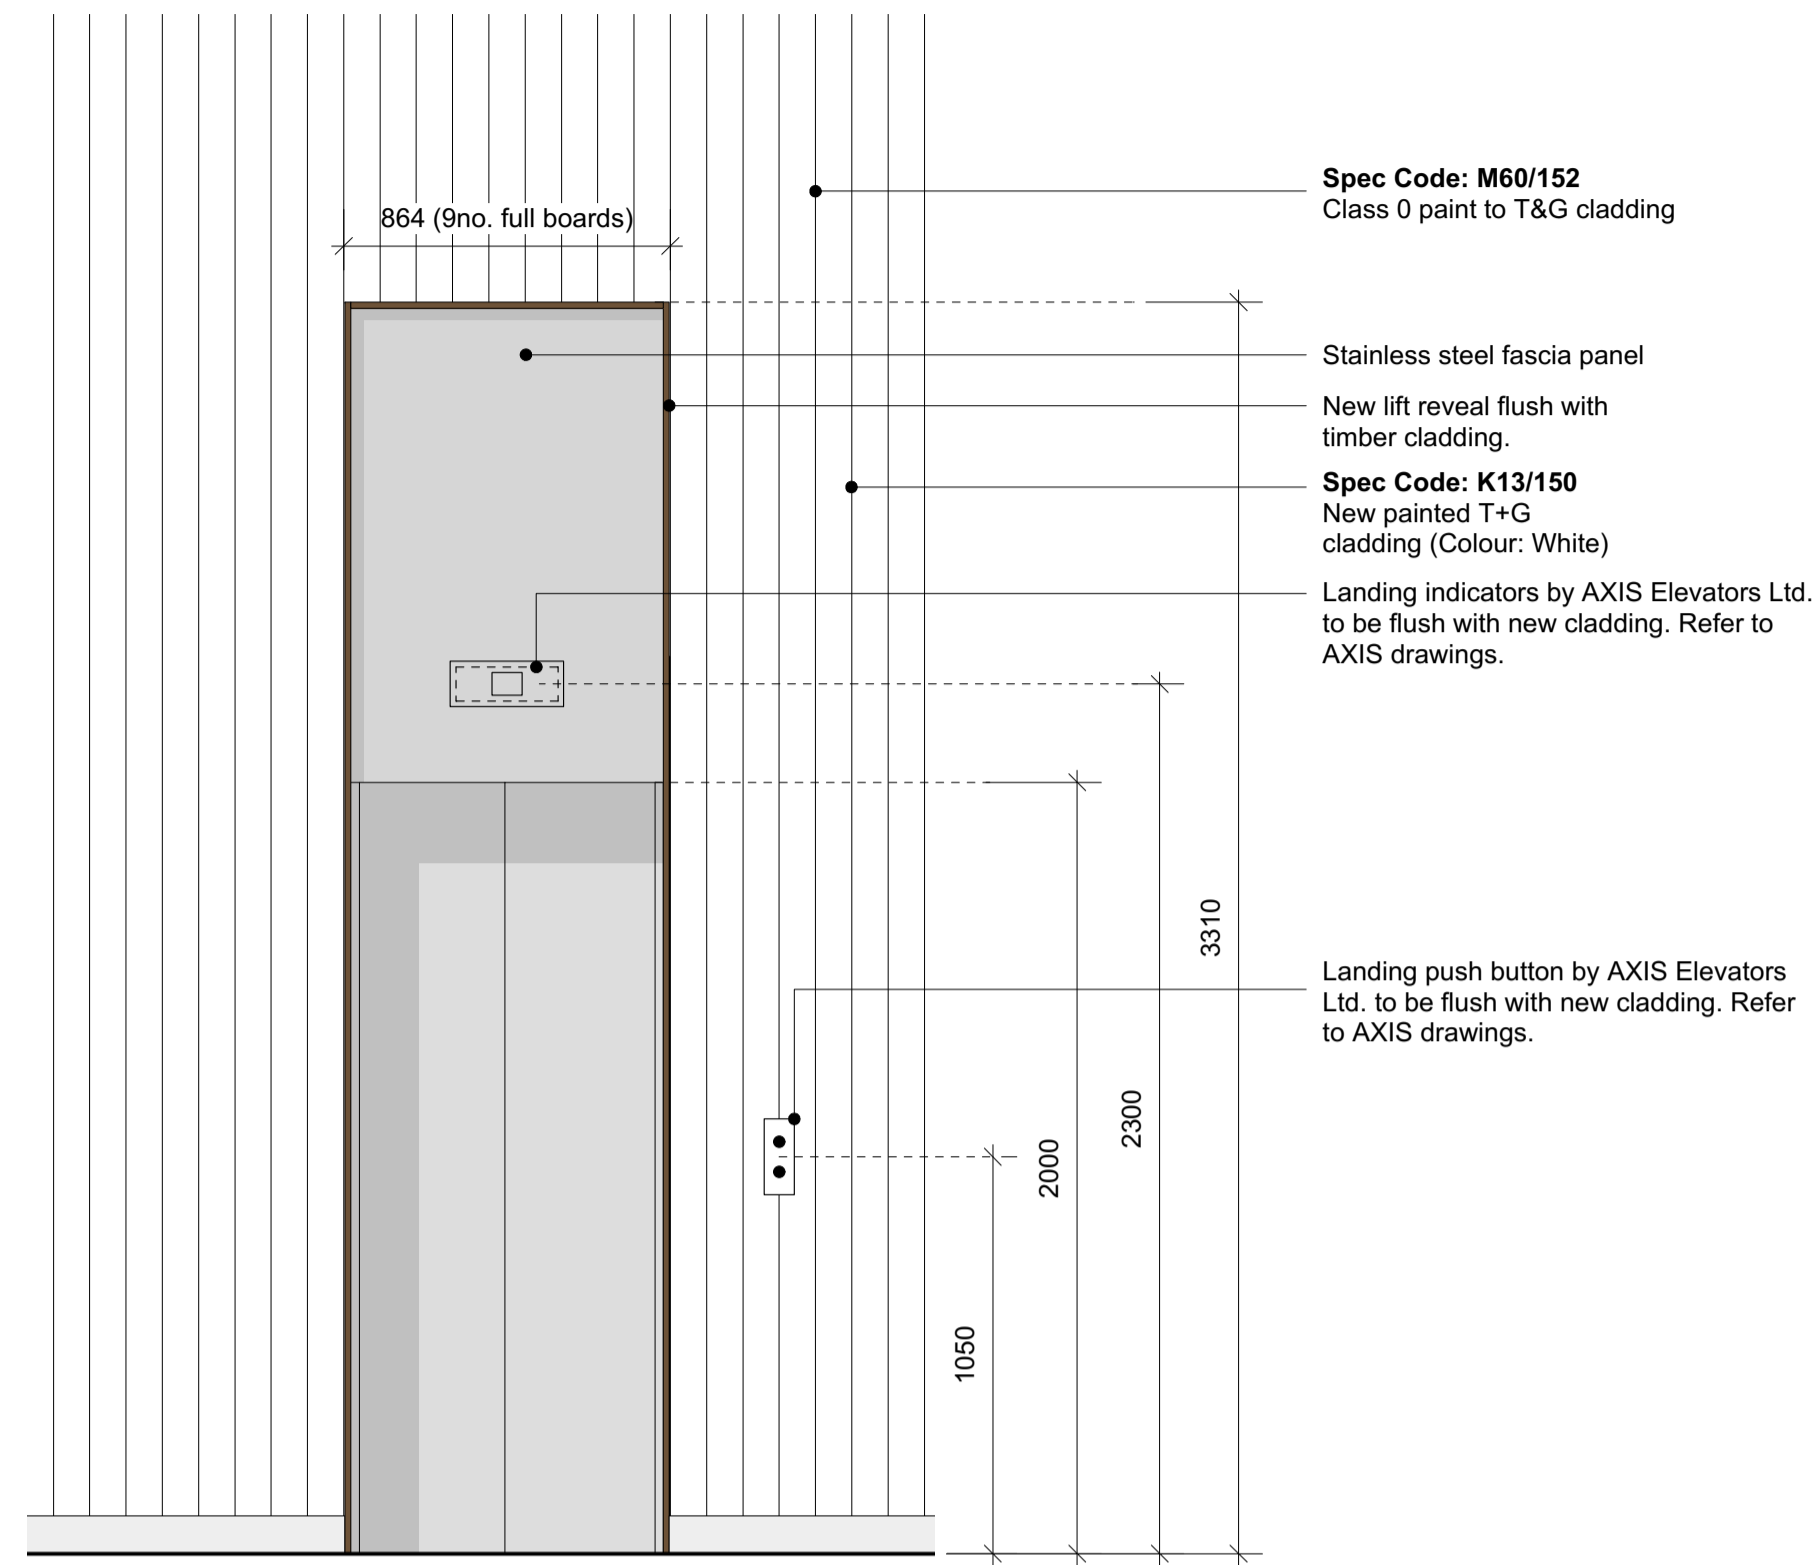 864 (9no. full boards)
Spec Code: M60/152
Class 0 paint to T&G cladding
Stainless steel fascia panel
New lift reveal flush with
timber cladding.
Spec Code: K13/150
New painted T+G
cladding (Colour: White)
Landing indicators by AXIS Elevators Ltd.
to be flush with new cladding. Refer to
AXIS drawings.
3310
Landing push button by AXIS Elevators
Ltd. to be flush with new cladding. Refer
to AXIS drawings.
2300
2000
1050